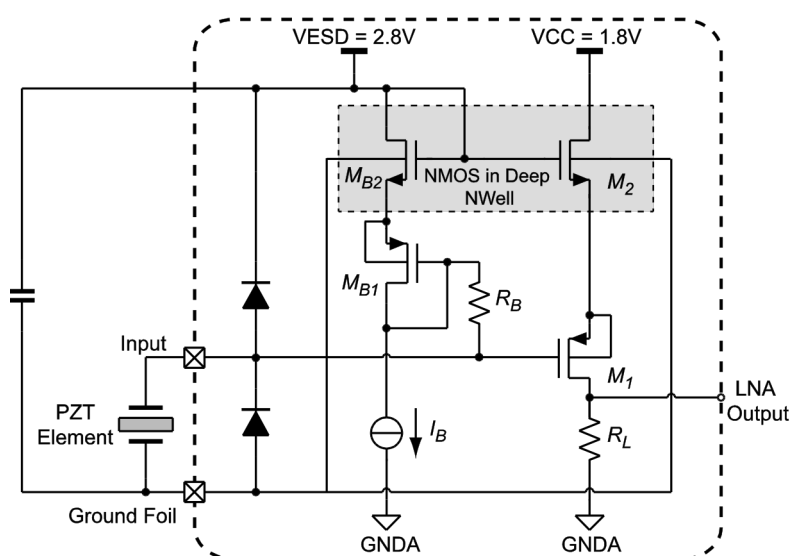 VESD = 2.8V
VCC = 1.8V
MB2
NMOS in Deep
NWell
M2
MB1
RB
Input
M1
PZT
Element
LNA
Output
IB
RL
Ground Foil
GNDA
GNDA